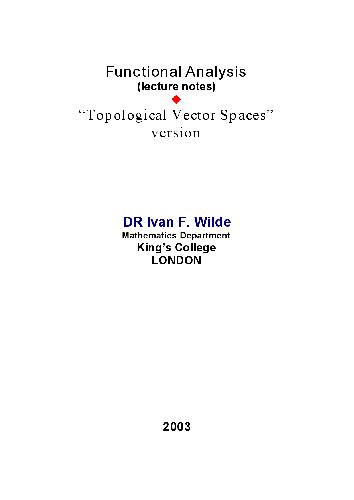 Functional Analysis
(lecture notes)
“Topological Vector Spaces”
version
DR Ivan F. Wilde
Mathematics Department
King's College
LONDON
2003